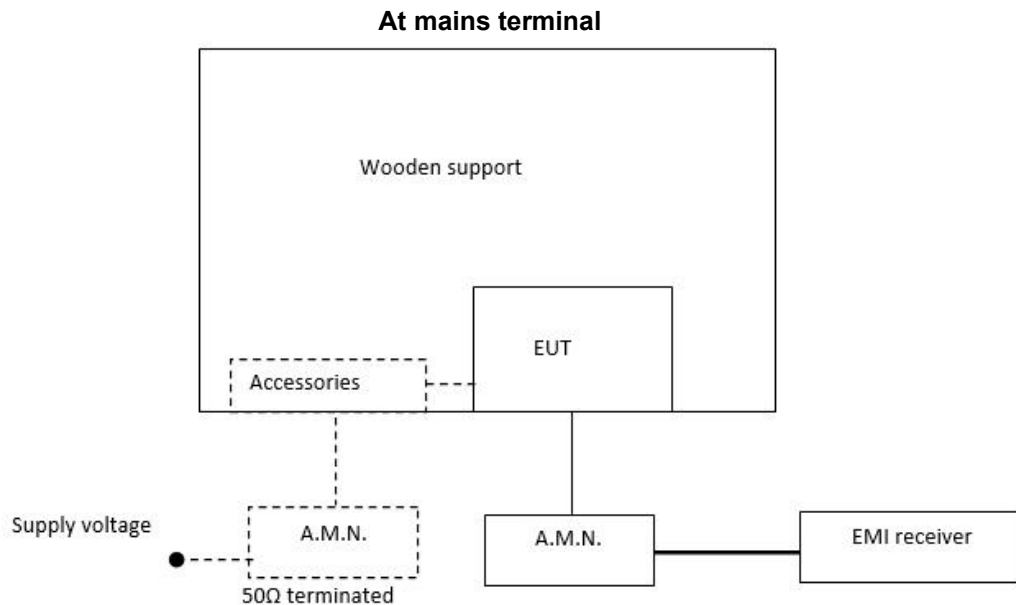 At mains terminal
Wooden support
EUT
Accessories
Supply voltage
A.M.N.
A.M.N.
EMI receiver
50Ω terminated